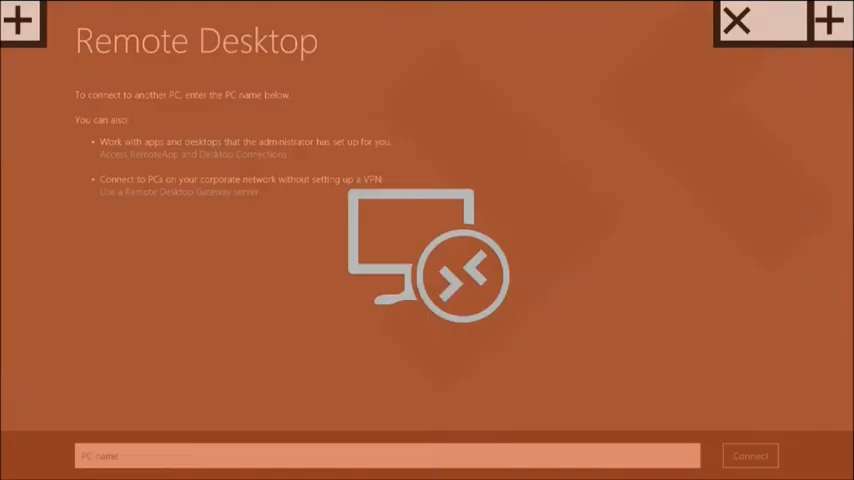 Remote Desktop
To connect to another PC, enter the PC name below.
You can also:
• Work with apps and desktops that the administrator has set up for you.
Access RemoteApp and Desktop Connections
• Connect to PCs on your corporate network without setting up a VPN:
Use a Remote Desktop Gateway server
PC name
Connect